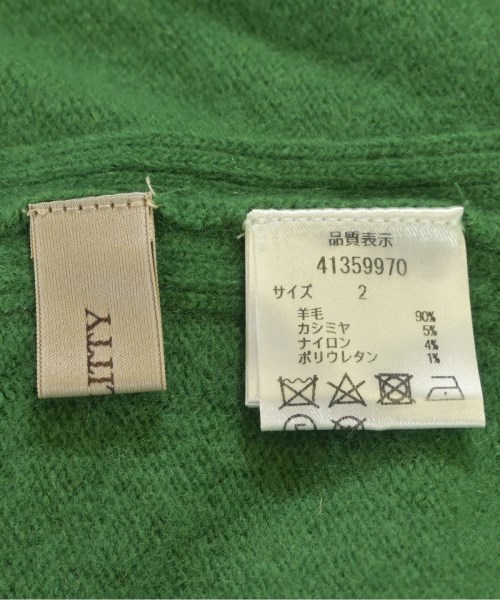 LITTY
品質表示
41359970
サイズ 2
羊毛 90%
カシミヤ 5%
ナイロン 4%
ポリウレタン 1%